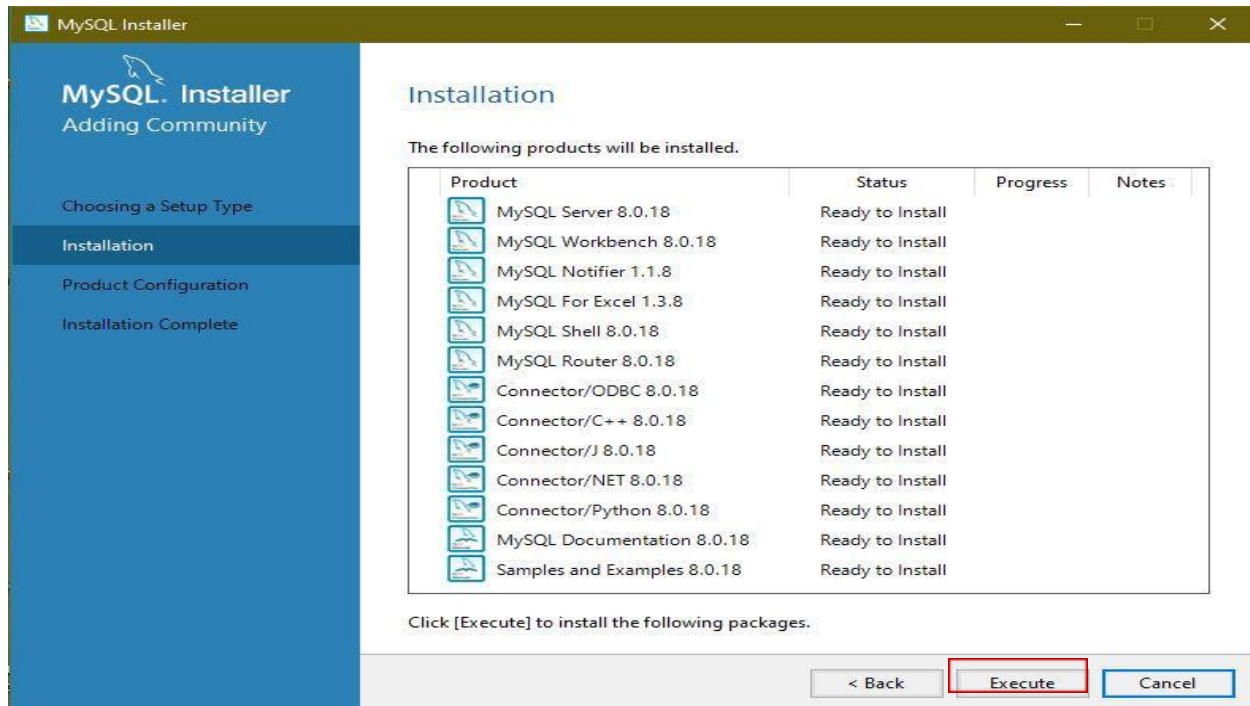 MySQL Installer
MySQL. Installer
Adding Community
Choosing a Setup Type
Installation
Product Configuration
Installation Complete
Installation
The following products will be installed.
Product Status Progress Notes
MySQL Server 8.0.18 Ready to Install
MySQL Workbench 8.0.18 Ready to Install
MySQL Notifier 1.1.8 Ready to Install
MySQL For Excel 1.3.8 Ready to Install
MySQL Shell 8.0.18 Ready to Install
MySQL Router 8.0.18 Ready to Install
Connector/ODBC 8.0.18 Ready to Install
Connector/C++ 8.0.18 Ready to Install
Connector/J 8.0.18 Ready to Install
Connector/NET 8.0.18 Ready to Install
Connector/Python 8.0.18 Ready to Install
MySQL Documentation 8.0.18 Ready to Install
Samples and Examples 8.0.18 Ready to Install
Click [Execute] to install the following packages.
< Back Execute Cancel